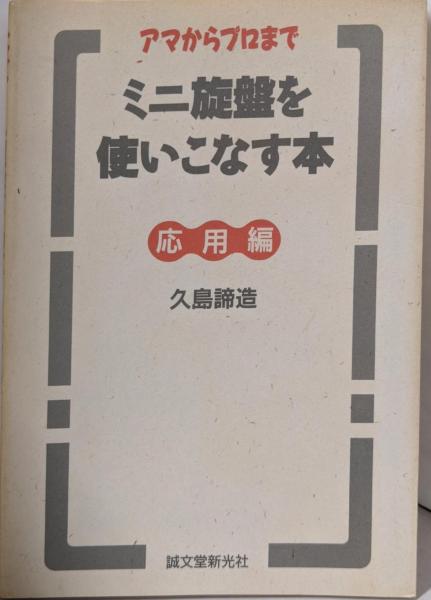 アマからプロまで
ミニ旋盤を
使いこなす本
応用編
久島諦造
誠文堂新光社